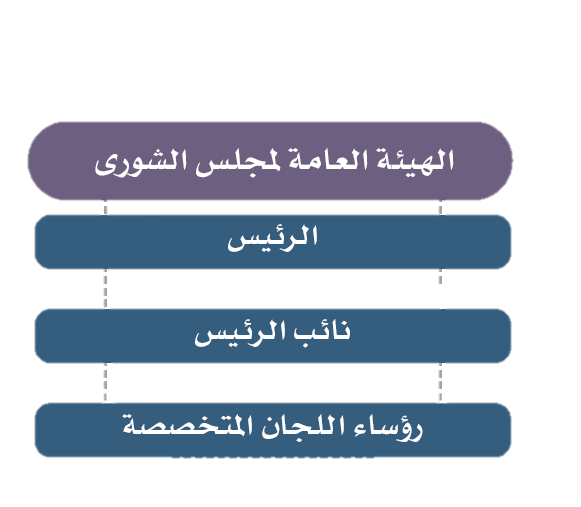 الهيئة العامة لمجلس الشورى
الرئيس
نائب الرئيس
رؤساء اللجان المتخصصة